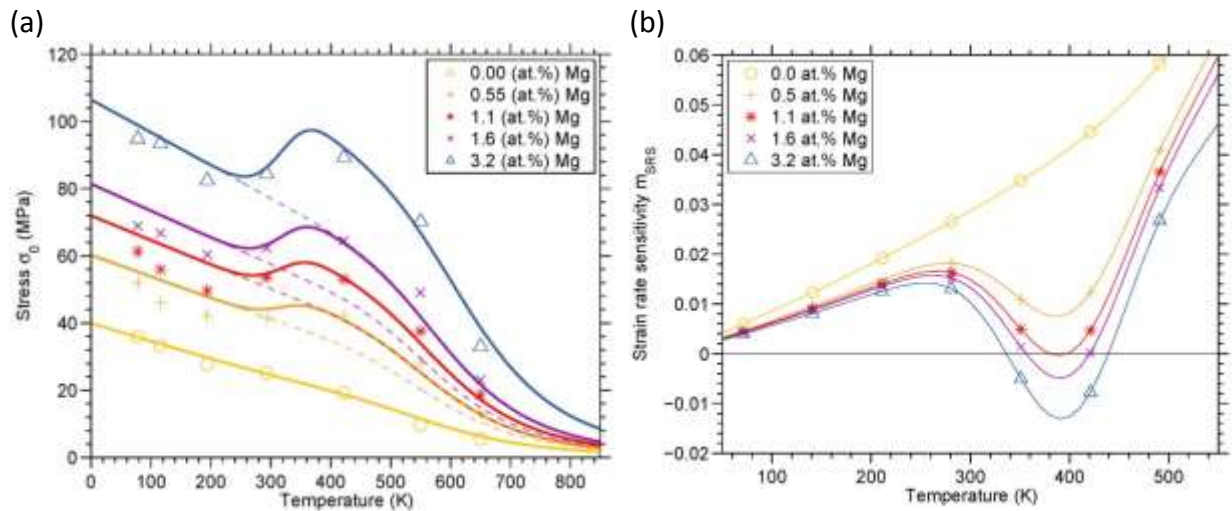 (a)
(b)
120
100
80
60
40
20
0
Stress σ0 (MPa)
0.00 (at.%) Mg
0.55 (at.%) Mg
1.1 (at.%) Mg
1.6 (at.%) Mg
3.2 (at.%) Mg
0 100 200 300 400 500 600 700 800
Temperature (K)
0.06
0.05
0.04
0.03
0.02
0.01
0
−0.01
−0.02
Strain rate sensitivity mSRS
0.0 at.% Mg
0.5 at.% Mg
1.1 at.% Mg
1.6 at.% Mg
3.2 at.% Mg
100 200 300 400 500
Temperature (K)